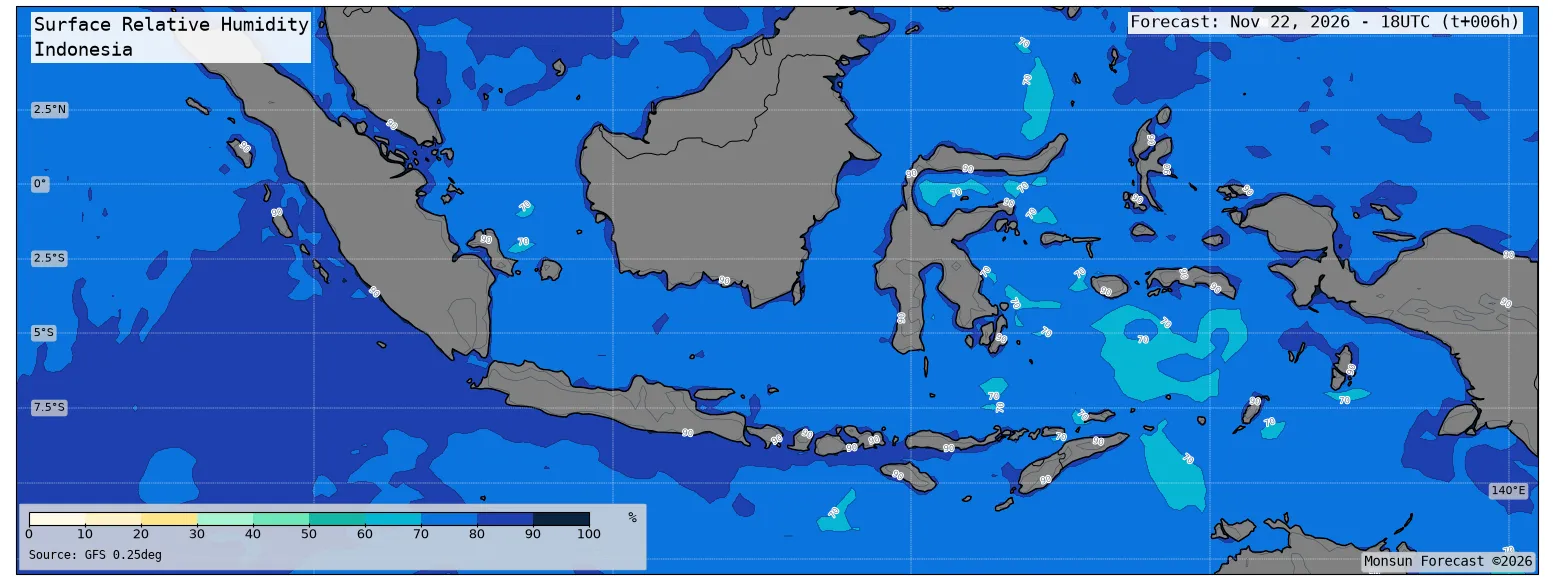 Surface Relative Humidity
Indonesia
Forecast: Nov 22, 2026 - 18UTC (t+006h)
2.5°N
0°
2.5°S
5°S
7.5°S
140°E
0 10 20 30 40 50 60 70 80 90 100 %
Source: GFS 0.25deg
Monsun Forecast ©2026